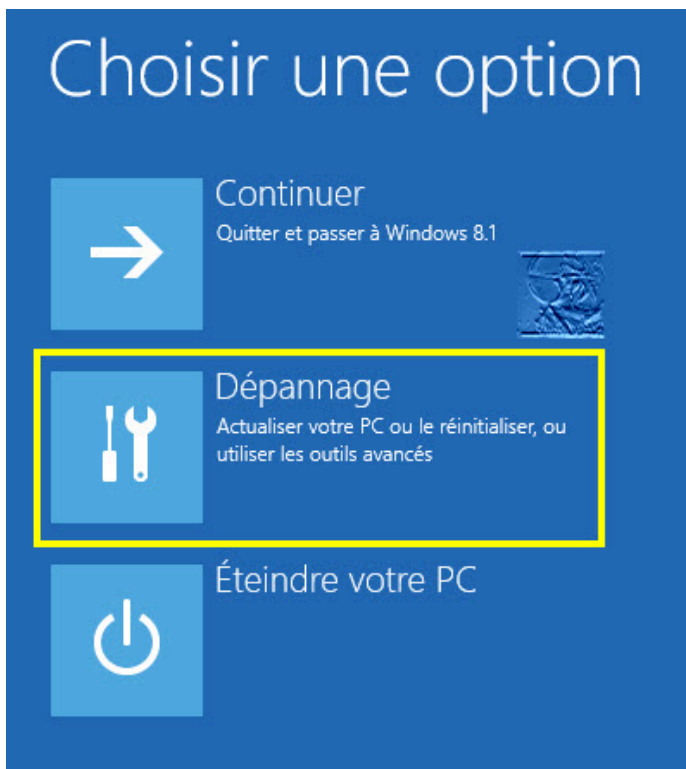 Choisir une option
Continuer
Quitter et passer à Windows 8.1
Dépannage
Actualiser votre PC ou le réinitialiser, ou
utiliser les outils avancés
Éteindre votre PC